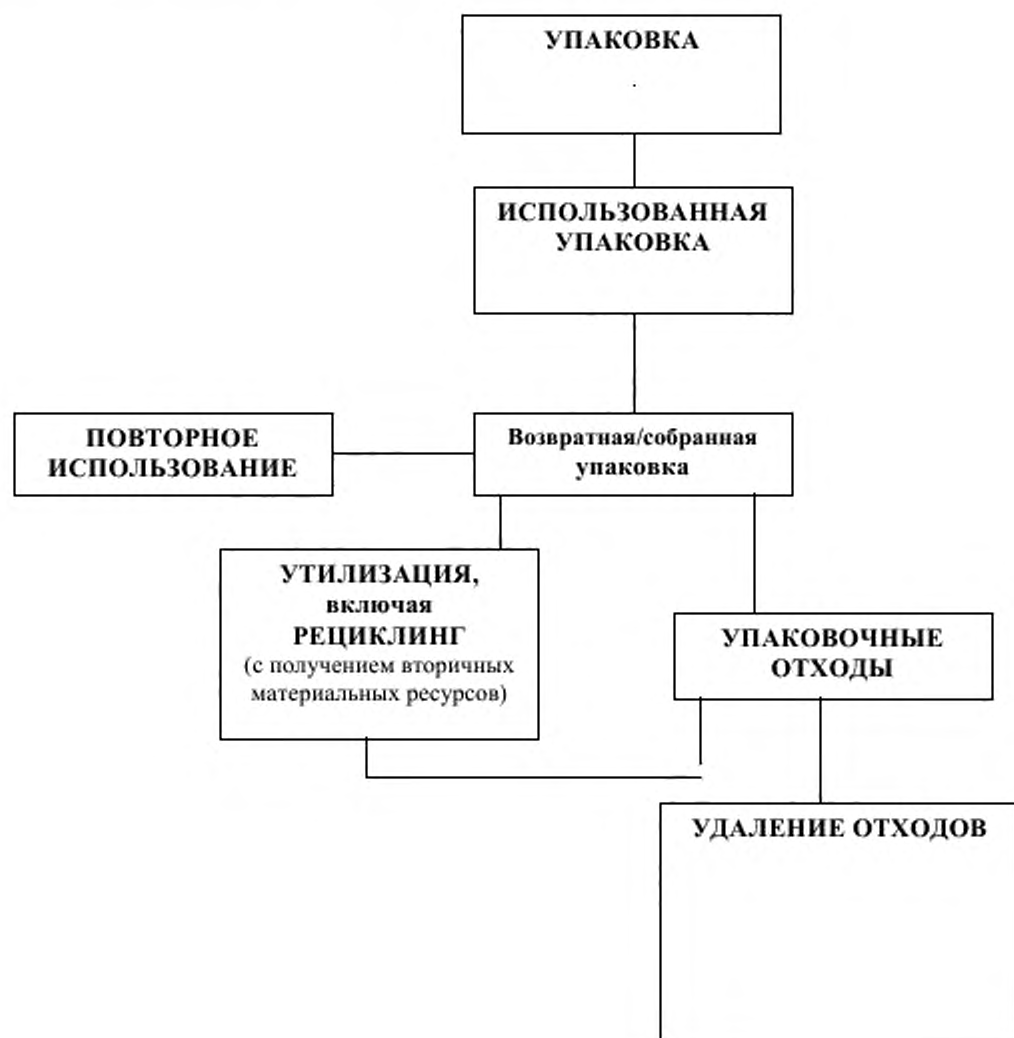 УПАКОВКА
ИСПОЛЬЗОВАННАЯ
УПАКОВКА
ПОВТОРНОЕ
ИСПОЛЬЗОВАНИЕ
Возвратная/собранная
упаковка
УТИЛИЗАЦИЯ,
включая
РЕЦИКЛИНГ
(с получением вторичных
материальных ресурсов)
УПАКОВОЧНЫЕ
ОТХОДЫ
УДАЛЕНИЕ ОТХОДОВ